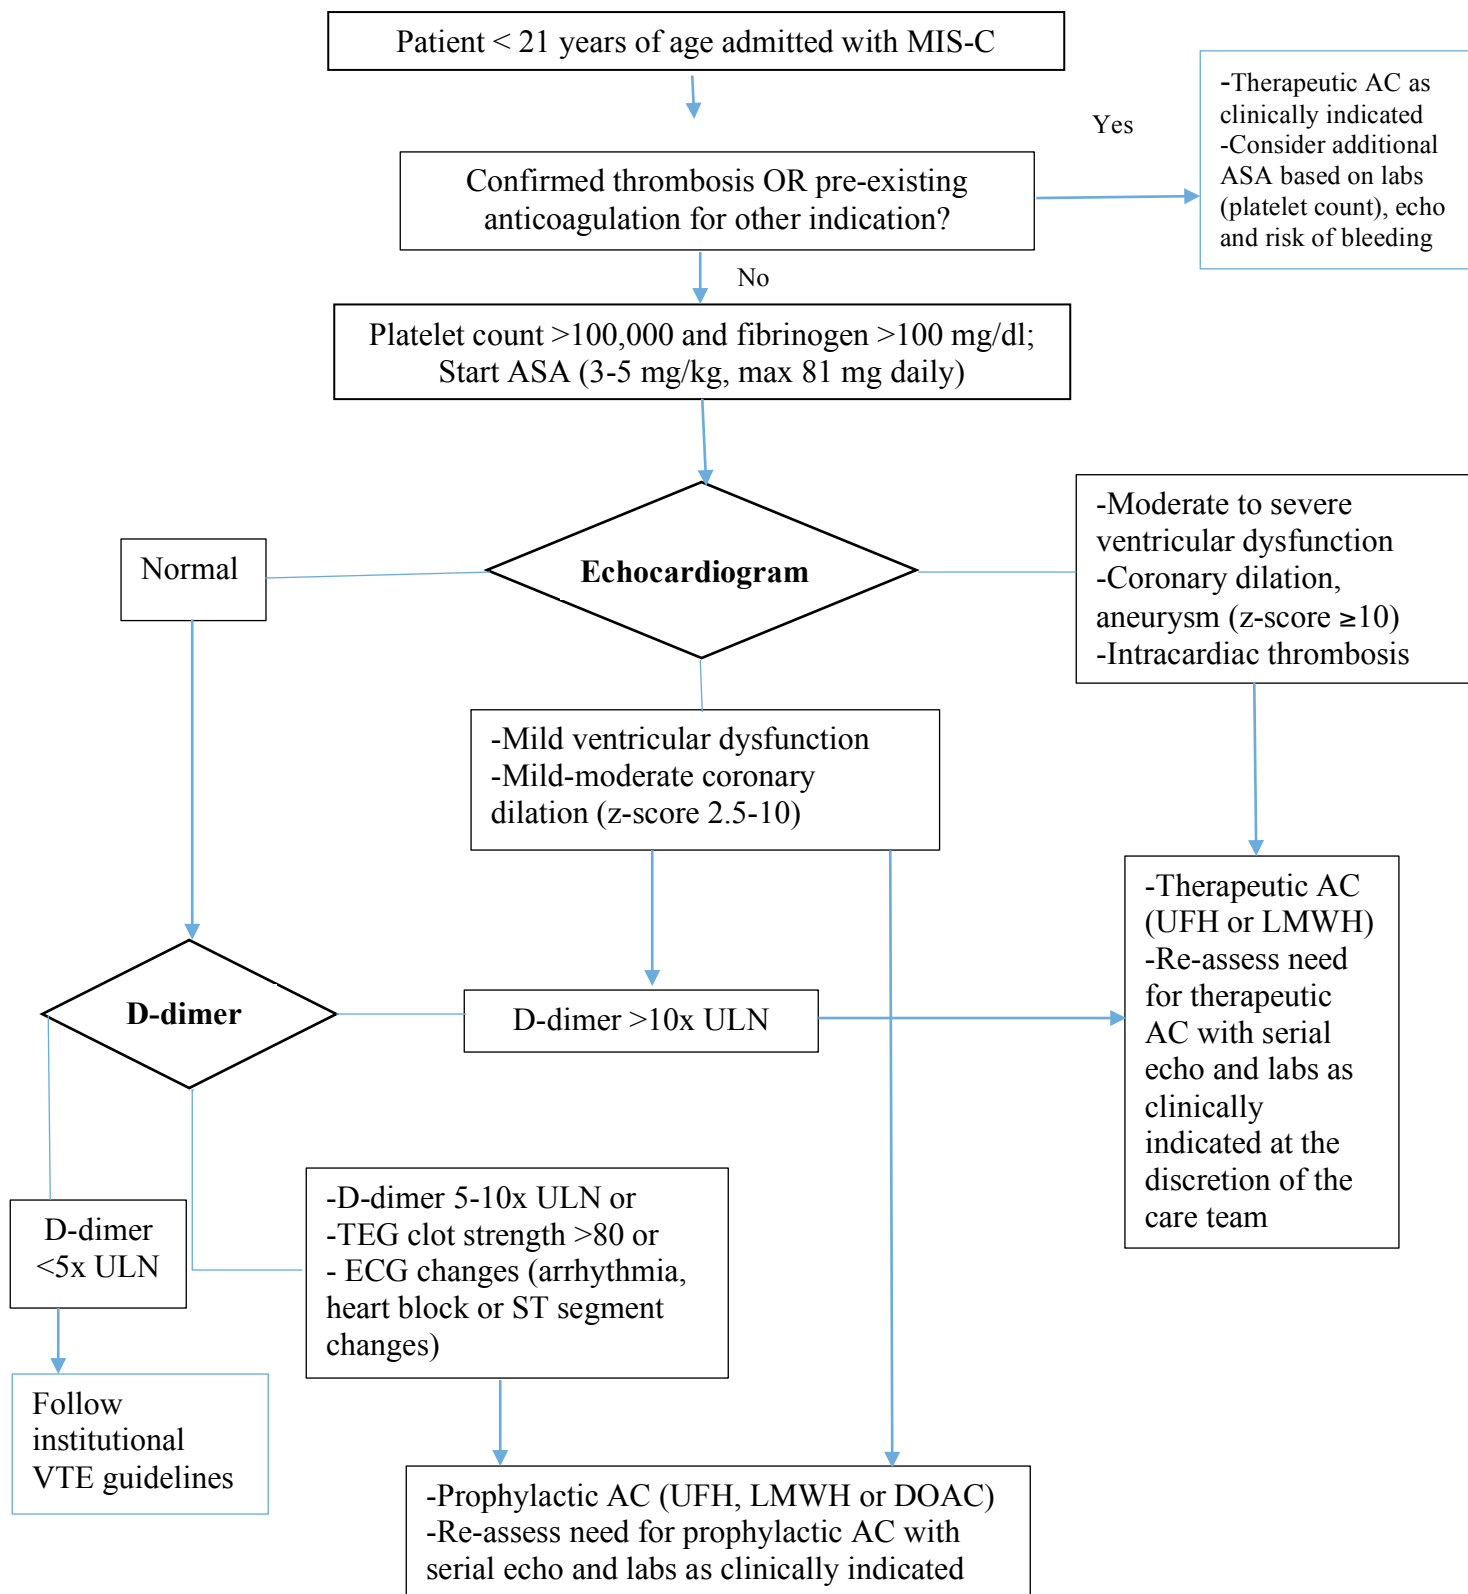 Patient < 21 years of age admitted with MIS-C
Yes
-Therapeutic AC as
clinically indicated
-Consider additional
ASA based on labs
(platelet count), echo
and risk of bleeding
Confirmed thrombosis OR pre-existing
anticoagulation for other indication?
No
Platelet count >100,000 and fibrinogen >100 mg/dl;
Start ASA (3-5 mg/kg, max 81 mg daily)
Echocardiogram
Normal
-Moderate to severe
ventricular dysfunction
-Coronary dilation,
aneurysm (z-score ≥10)
-Intracardiac thrombosis
-Mild ventricular dysfunction
-Mild-moderate coronary
dilation (z-score 2.5-10)
-Therapeutic AC
(UFH or LMWH)
-Re-assess need
for therapeutic
AC with serial
echo and labs as
clinically
indicated at the
discretion of the
care team
D-dimer
D-dimer >10x ULN
D-dimer
<5x ULN
-D-dimer 5-10x ULN or
-TEG clot strength >80 or
- ECG changes (arrhythmia,
heart block or ST segment
changes)
Follow
institutional
VTE guidelines
-Prophylactic AC (UFH, LMWH or DOAC)
-Re-assess need for prophylactic AC with
serial echo and labs as clinically indicated